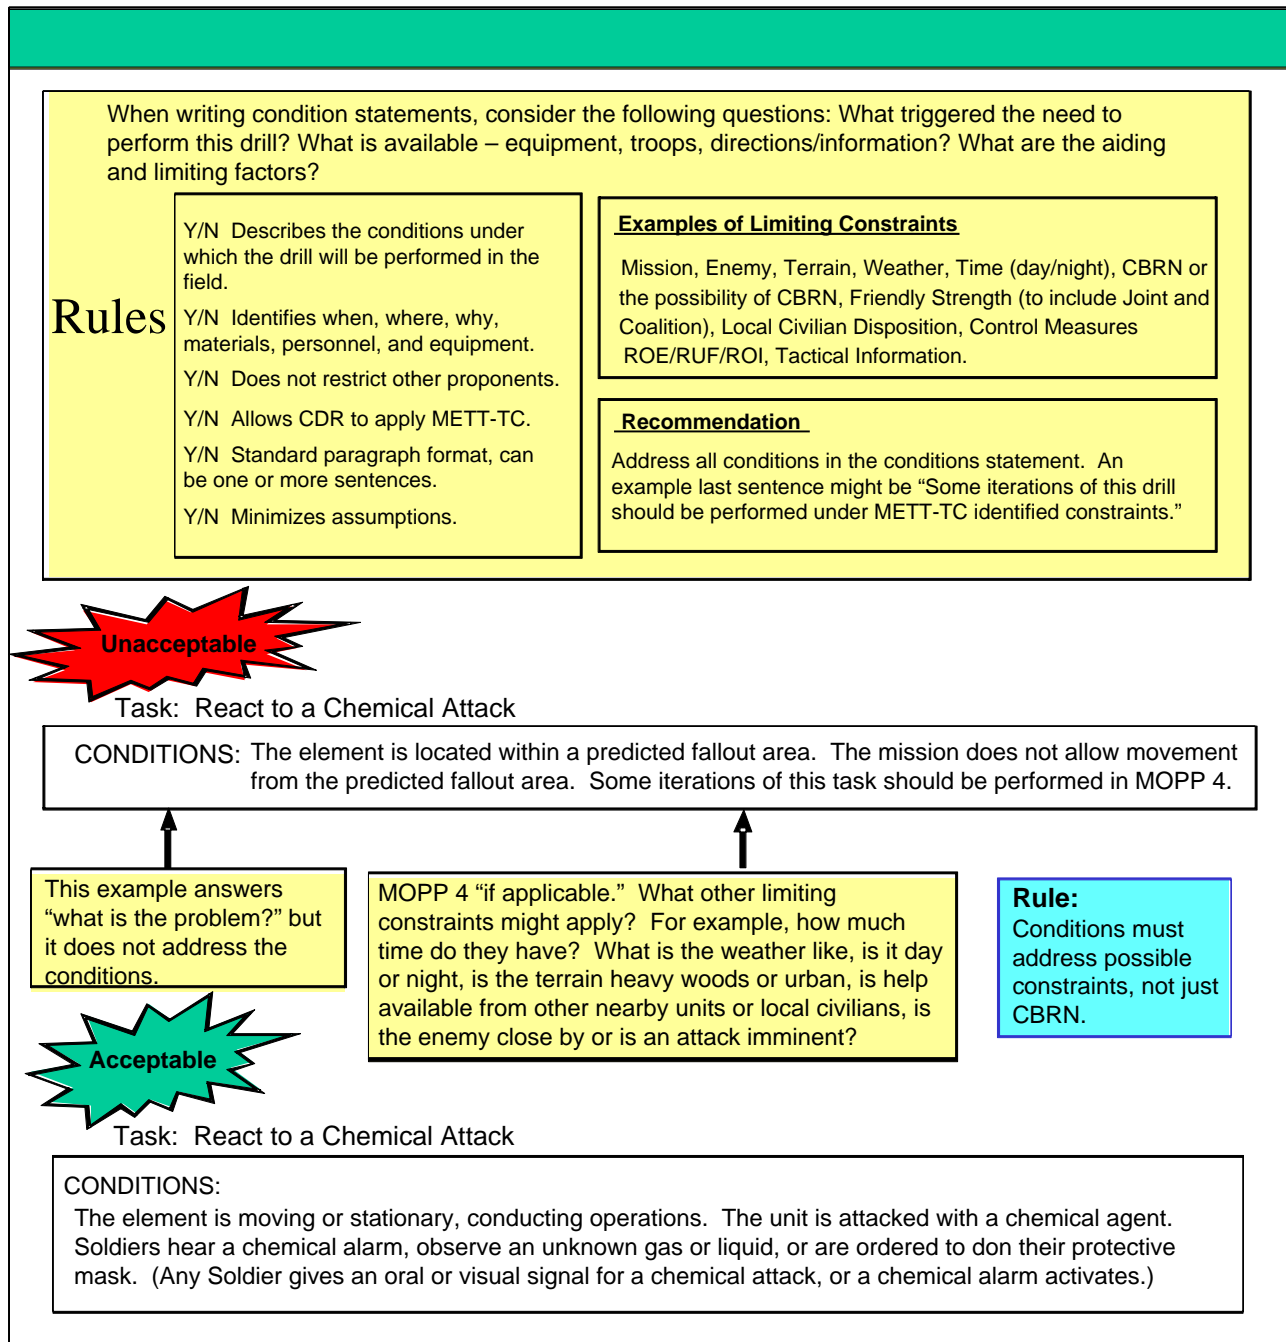 When writing condition statements, consider the following questions: What triggered the need to
perform this drill? What is available – equipment, troops, directions/information? What are the aiding
and limiting factors?
Rules
Y/N Describes the conditions under
which the drill will be performed in the
field.
Y/N Identifies when, where, why,
materials, personnel, and equipment.
Y/N Does not restrict other proponents.
Y/N Allows CDR to apply METT-TC.
Y/N Standard paragraph format, can
be one or more sentences.
Y/N Minimizes assumptions.
Examples of Limiting Constraints
Mission, Enemy, Terrain, Weather, Time (day/night), CBRN or
the possibility of CBRN, Friendly Strength (to include Joint and
Coalition), Local Civilian Disposition, Control Measures
ROE/RUF/ROI, Tactical Information.
Recommendation
Address all conditions in the conditions statement. An
example last sentence might be “Some iterations of this drill
should be performed under METT-TC identified constraints.”
Unacceptable
Task: React to a Chemical Attack
CONDITIONS: The element is located within a predicted fallout area. The mission does not allow movement
from the predicted fallout area. Some iterations of this task should be performed in MOPP 4.
This example answers
“what is the problem?” but
it does not address the
conditions.
MOPP 4 “if applicable.” What other limiting
constraints might apply? For example, how much
time do they have? What is the weather like, is it day
or night, is the terrain heavy woods or urban, is help
available from other nearby units or local civilians, is
the enemy close by or is an attack imminent?
Rule:
Conditions must
address possible
constraints, not just
CBRN.
Acceptable
Task: React to a Chemical Attack
CONDITIONS:
The element is moving or stationary, conducting operations. The unit is attacked with a chemical agent.
Soldiers hear a chemical alarm, observe an unknown gas or liquid, or are ordered to don their protective
mask. (Any Soldier gives an oral or visual signal for a chemical attack, or a chemical alarm activates.)